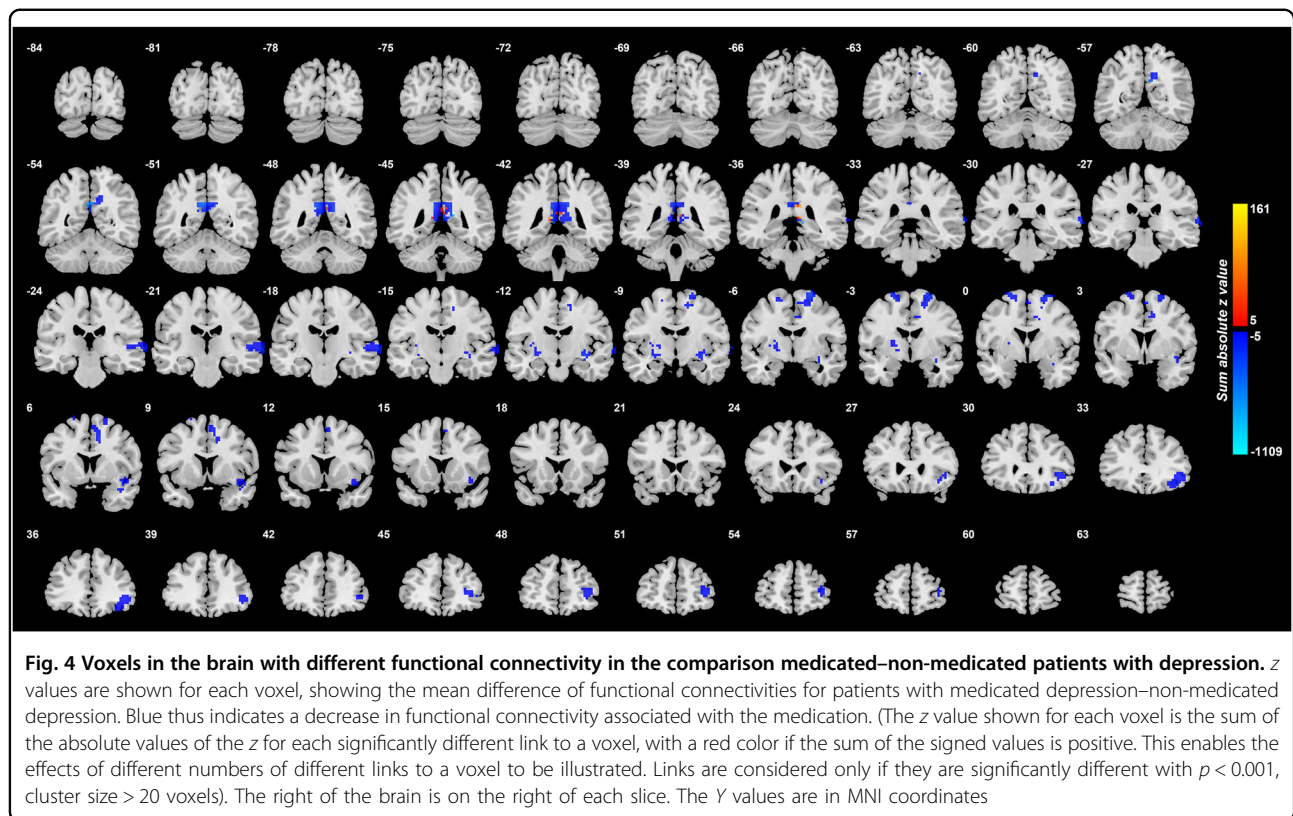 -84 -81 -78 -75 -72 -69 -66 -63 -60 -57
-54 -51 -48 -45 -42 -39 -36 -33 -30 -27
161
5
-5
-1109
Sum absolute z value
-24 -21 -18 -15 -12 -9 -6 -3 0 3
6 9 12 15 18 21 24 27 30 33
36 39 42 45 48 51 54 57 60 63
Fig. 4 Voxels in the brain with different functional connectivity in the comparison medicated–non-medicated patients with depression. z
values are shown for each voxel, showing the mean difference of functional connectivities for patients with medicated depression–non-medicated
depression. Blue thus indicates a decrease in functional connectivity associated with the medication. (The z value shown for each voxel is the sum of
the absolute values of the z for each significantly different link to a voxel, with a red color if the sum of the signed values is positive. This enables the
effects of different numbers of different links to a voxel to be illustrated. Links are considered only if they are significantly different with p < 0.001,
cluster size > 20 voxels). The right of the brain is on the right of each slice. The Y values are in MNI coordinates